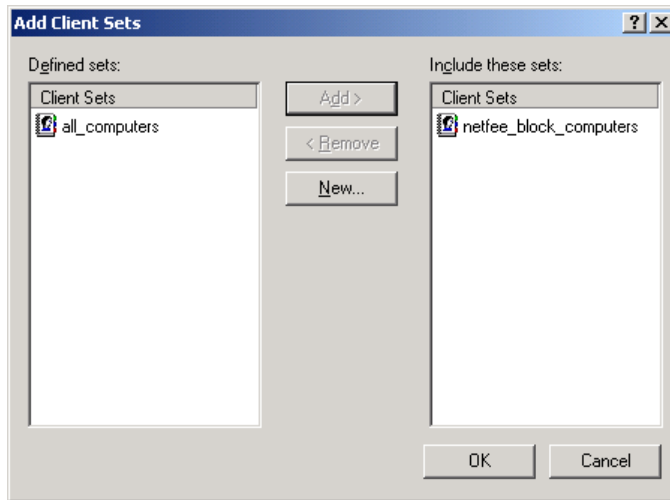 Add Client Sets
Defined sets:
Client Sets
all_computers
Add >
< Remove
New...
Include these sets:
Client Sets
netfee_block_computers
OK
Cancel